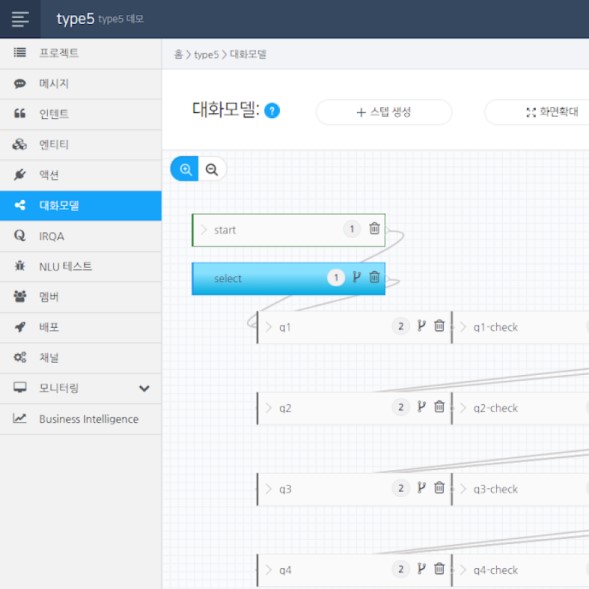 type5 type5 데모
프로젝트
메시지
인텐트
엔티티
액션
대화모델
IRQA
NLU 테스트
멤버
배포
채널
모니터링
Business Intelligence
홈 > type5 > 대화모델
대화모델: ?
+ 스텝 생성
화면확대
start 1
select 1
q1 2
q1-check
q2 2
q2-check
q3 2
q3-check
q4 2
q4-check